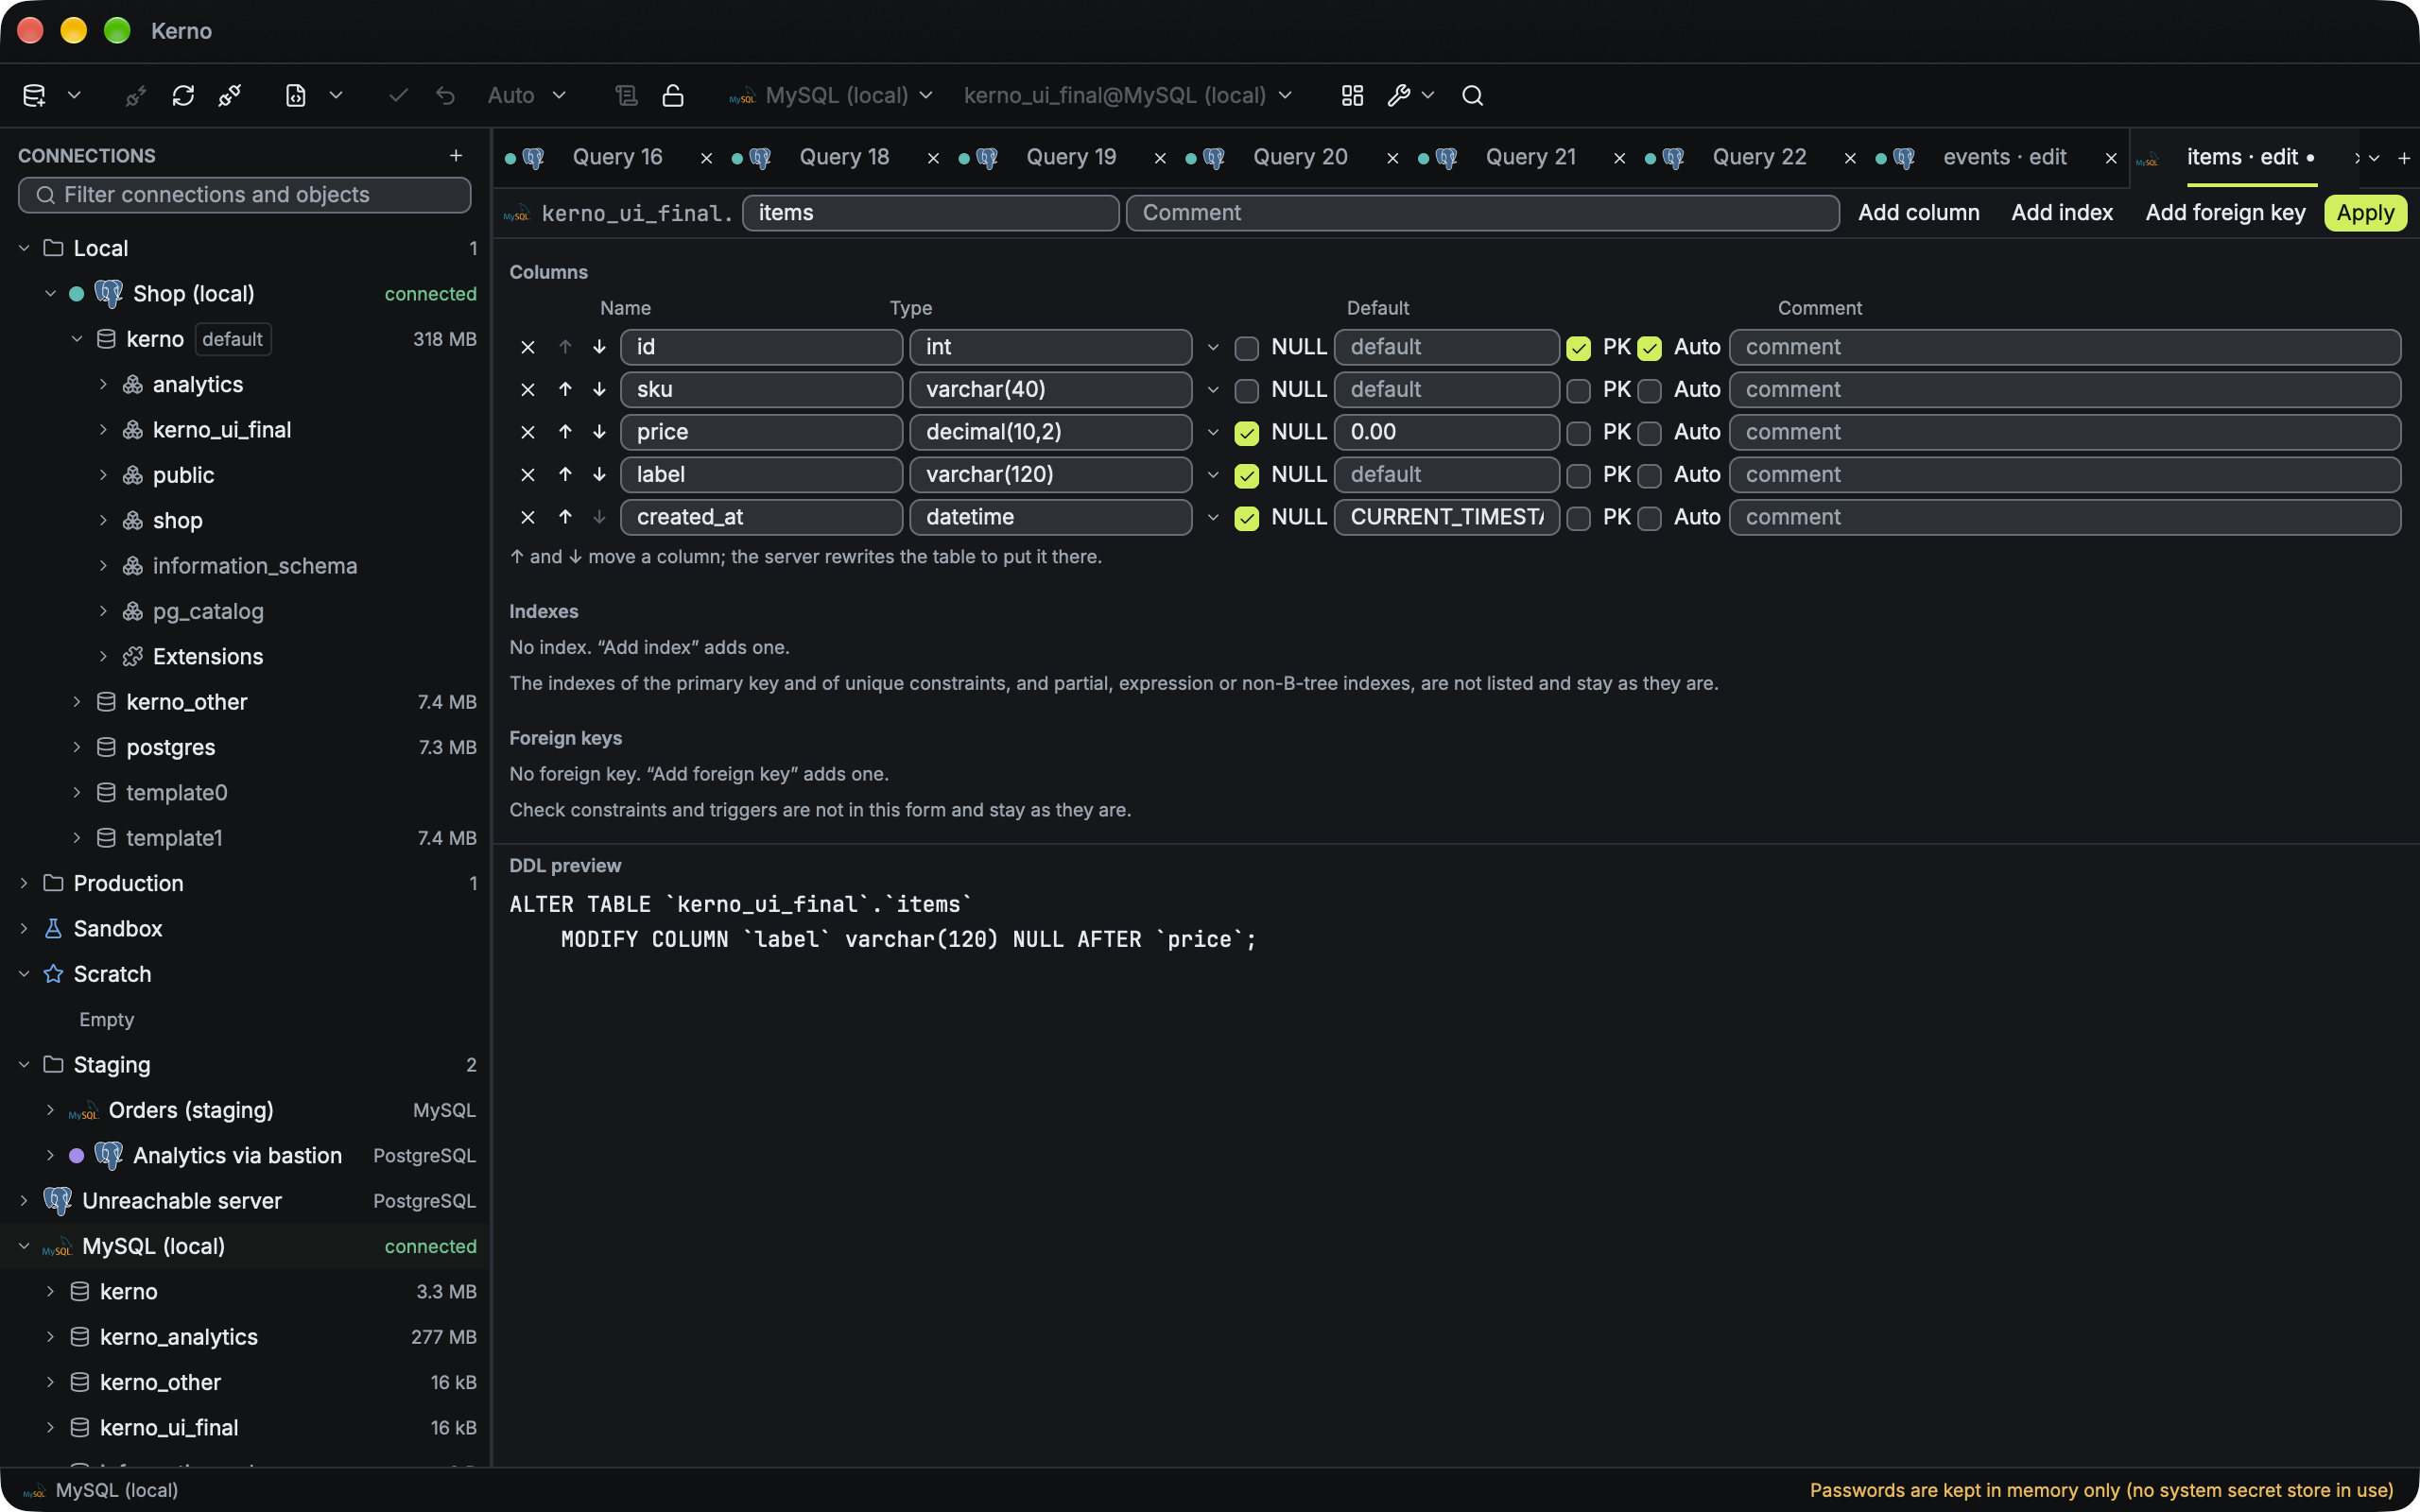 Kerno
Auto
MySQL (local)
kerno_ui_final@MySQL (local)
CONNECTIONS
Filter connections and objects
Local 1
Shop (local) connected
kerno default 318 MB
analytics
kerno_ui_final
public
shop
information_schema
pg_catalog
Extensions
kerno_other 7.4 MB
postgres 7.3 MB
template0
template1 7.4 MB
Production 1
Sandbox
Scratch
Empty
Staging 2
MySQL Orders (staging) MySQL
Analytics via bastion PostgreSQL
Unreachable server PostgreSQL
MySQL MySQL (local) connected
kerno 3.3 MB
kerno_analytics 277 MB
kerno_other 16 kB
kerno_ui_final 16 kB
Query 16 Query 18 Query 19 Query 20 Query 21 Query 22 events · edit items · edit •
kerno_ui_final. items Comment Add column Add index Add foreign key Apply
Columns
Name Type Default Comment
id int NULL default PK Auto comment
sku varchar(40) NULL default PK Auto comment
price decimal(10,2) NULL 0.00 PK Auto comment
label varchar(120) NULL default PK Auto comment
created_at datetime NULL CURRENT_TIMESTA PK Auto comment
↑ and ↓ move a column; the server rewrites the table to put it there.
Indexes
No index. “Add index” adds one.
The indexes of the primary key and of unique constraints, and partial, expression or non-B-tree indexes, are not listed and stay as they are.
Foreign keys
No foreign key. “Add foreign key” adds one.
Check constraints and triggers are not in this form and stay as they are.
DDL preview
ALTER TABLE `kerno_ui_final`.`items`
MODIFY COLUMN `label` varchar(120) NULL AFTER `price`;
MySQL (local)
Passwords are kept in memory only (no system secret store in use)